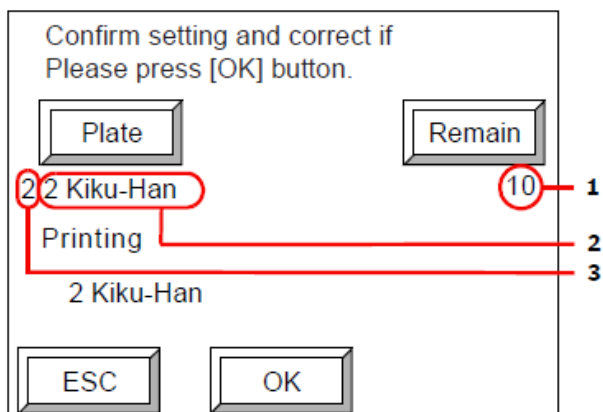 Confirm setting and correct if
Please press [OK] button.
Plate Remain
2 2 Kiku-Han 10 1
Printing 2
3
2 Kiku-Han
ESC OK